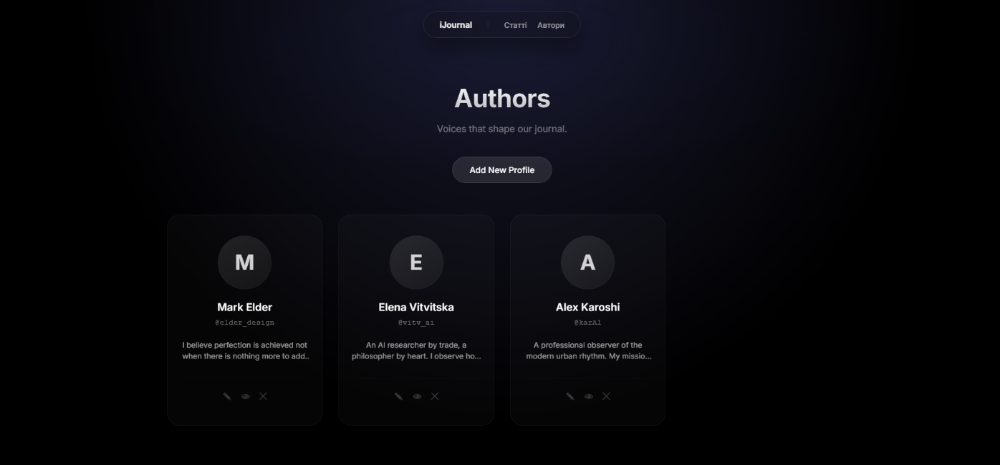 iJournal
Статті
Автори
Authors
Voices that shape our journal.
Add New Profile
M
Mark Elder
@elder_design
I believe perfection is achieved not
when there is nothing more to add..
E
Elena Vitvitska
@vitv_ai
An AI researcher by trade, a
philosopher by heart. I observe ho...
A
Alex Karoshi
@karAl
A professional observer of the
modern urban rhythm. My missio...